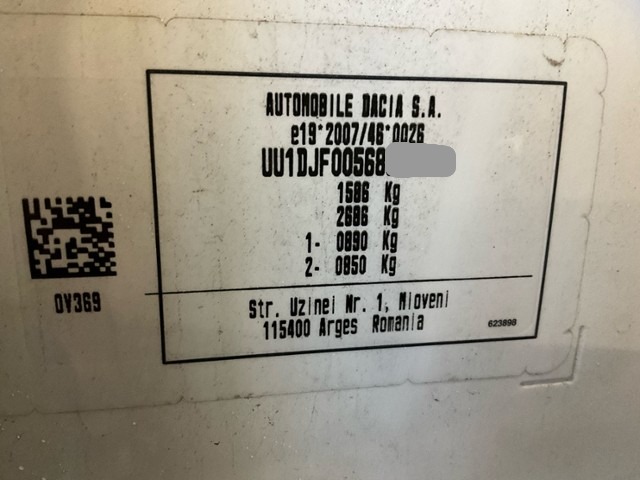 AUTOMOBILE DACIA S.A.
e19*2007/46*0026
UU1DJF00568
1586 Kg
2686 Kg
1- 0890 Kg
2- 0850 Kg
0V369
Str. Uzinei Nr. 1, Mioveni
115400 Arges Romania
623898